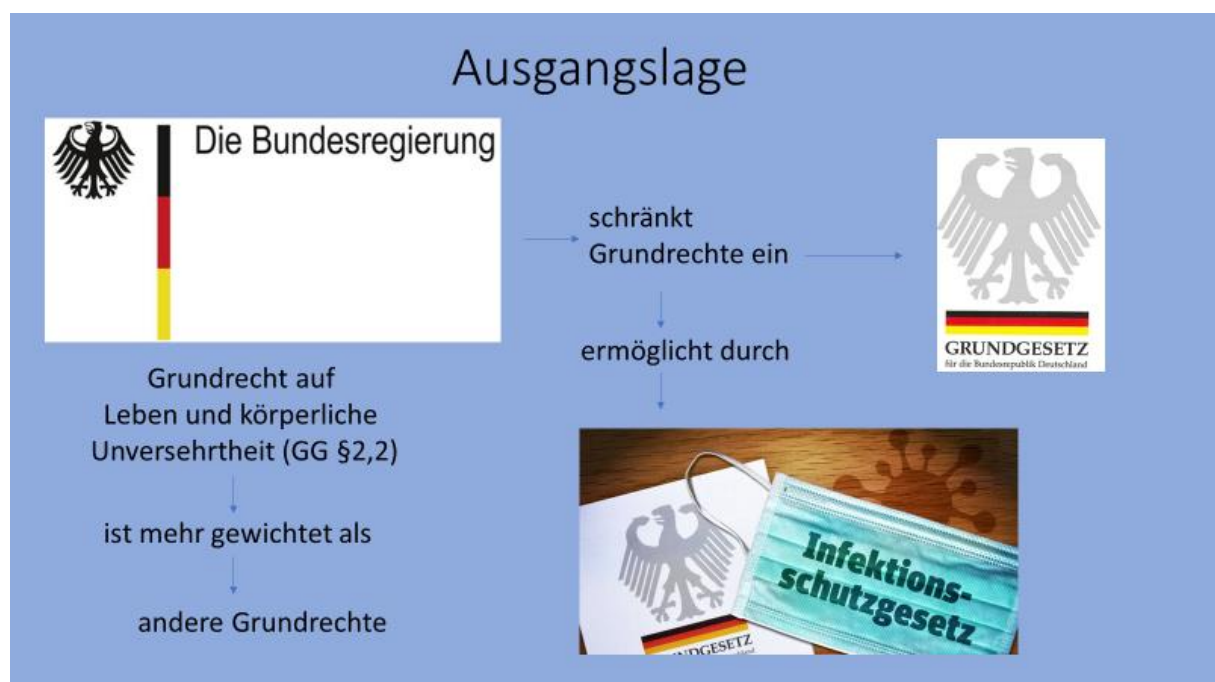 Ausgangslage
Die Bundesregierung
schränkt
Grundrechte ein
ermöglicht durch
GRUNDGESETZ
für die Bundesrepublik Deutschland
Grundrecht auf
Leben und körperliche
Unversehrtheit (GG §2,2)
ist mehr gewichtet als
andere Grundrechte
Infektions-
schutzgesetz
NDGESETZ